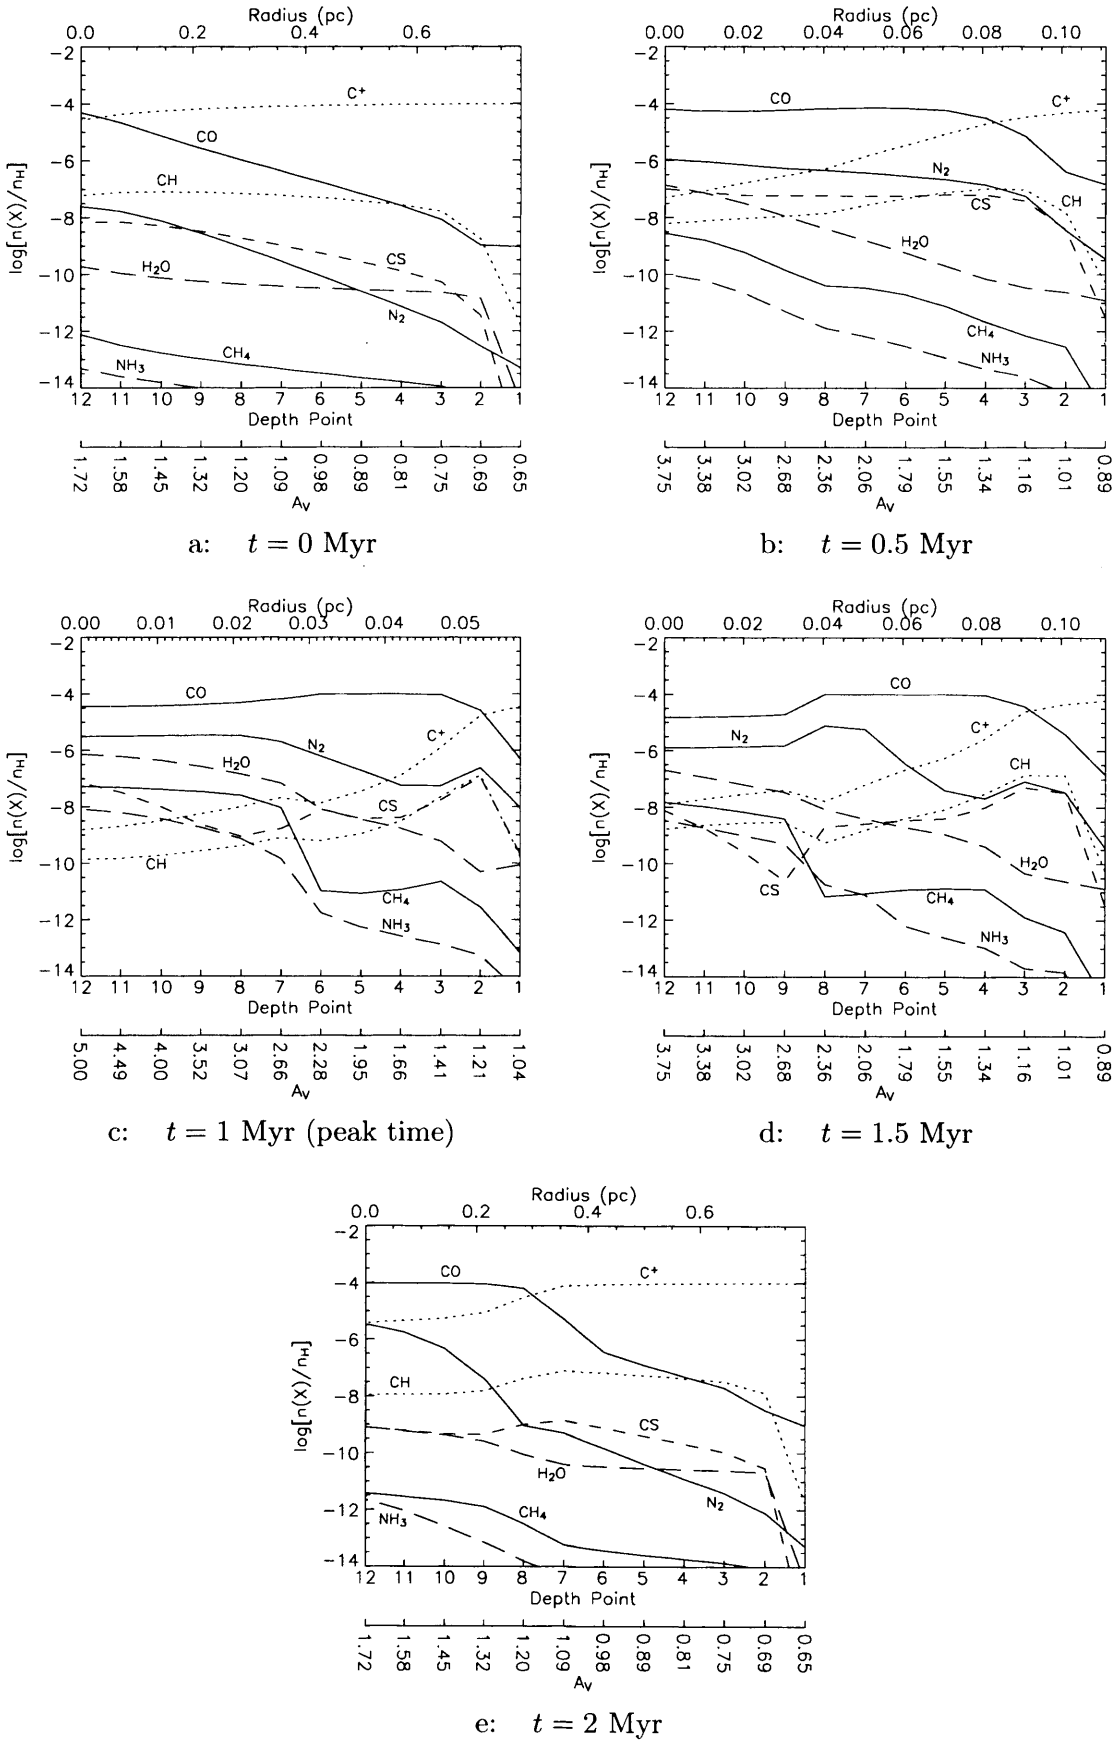 Radius (pc)
0.0 0.2 0.4 0.6
-2
-4
-6
-8
-10
-12
-14
log[n(X)/n_H]
C+
CO
CH
CS
H2O
N2
CH4
NH3
12 11 10 9 8 7 6 5 4 3 2 1
Depth Point
1.72 1.58 1.45 1.32 1.20 1.09 0.98 0.89 0.81 0.75 0.69 0.65
Av
a: t = 0 Myr
Radius (pc)
0.00 0.02 0.04 0.06 0.08 0.10
-2
-4
-6
-8
-10
-12
-14
log[n(X)/n_H]
CO
C+
N2
CS
CH
H2O
CH4
NH3
12 11 10 9 8 7 6 5 4 3 2 1
Depth Point
3.75 3.38 3.02 2.68 2.36 2.06 1.79 1.55 1.34 1.16 1.01 0.89
Av
b: t = 0.5 Myr
Radius (pc)
0.00 0.01 0.02 0.03 0.04 0.05
-2
-4
-6
-8
-10
-12
-14
log[n(X)/n_H]
CO
C+
N2
H2O
CS
CH
CH4
NH3
12 11 10 9 8 7 6 5 4 3 2 1
Depth Point
5.00 4.49 4.00 3.52 3.07 2.66 2.28 1.95 1.66 1.41 1.21 1.04
Av
c: t = 1 Myr (peak time)
Radius (pc)
0.00 0.02 0.04 0.06 0.08 0.10
-2
-4
-6
-8
-10
-12
-14
log[n(X)/n_H]
CO
N2
C+
CH
H2O
CS
CH4
NH3
12 11 10 9 8 7 6 5 4 3 2 1
Depth Point
3.75 3.38 3.02 2.68 2.36 2.06 1.79 1.55 1.34 1.16 1.01 0.89
Av
d: t = 1.5 Myr
Radius (pc)
0.0 0.2 0.4 0.6
-2
-4
-6
-8
-10
-12
-14
log[n(X)/n_H]
CO
C+
CH
CS
H2O
N2
CH4
NH3
12 11 10 9 8 7 6 5 4 3 2 1
Depth Point
1.72 1.58 1.45 1.32 1.20 1.09 0.98 0.89 0.81 0.75 0.69 0.65
Av
e: t = 2 Myr